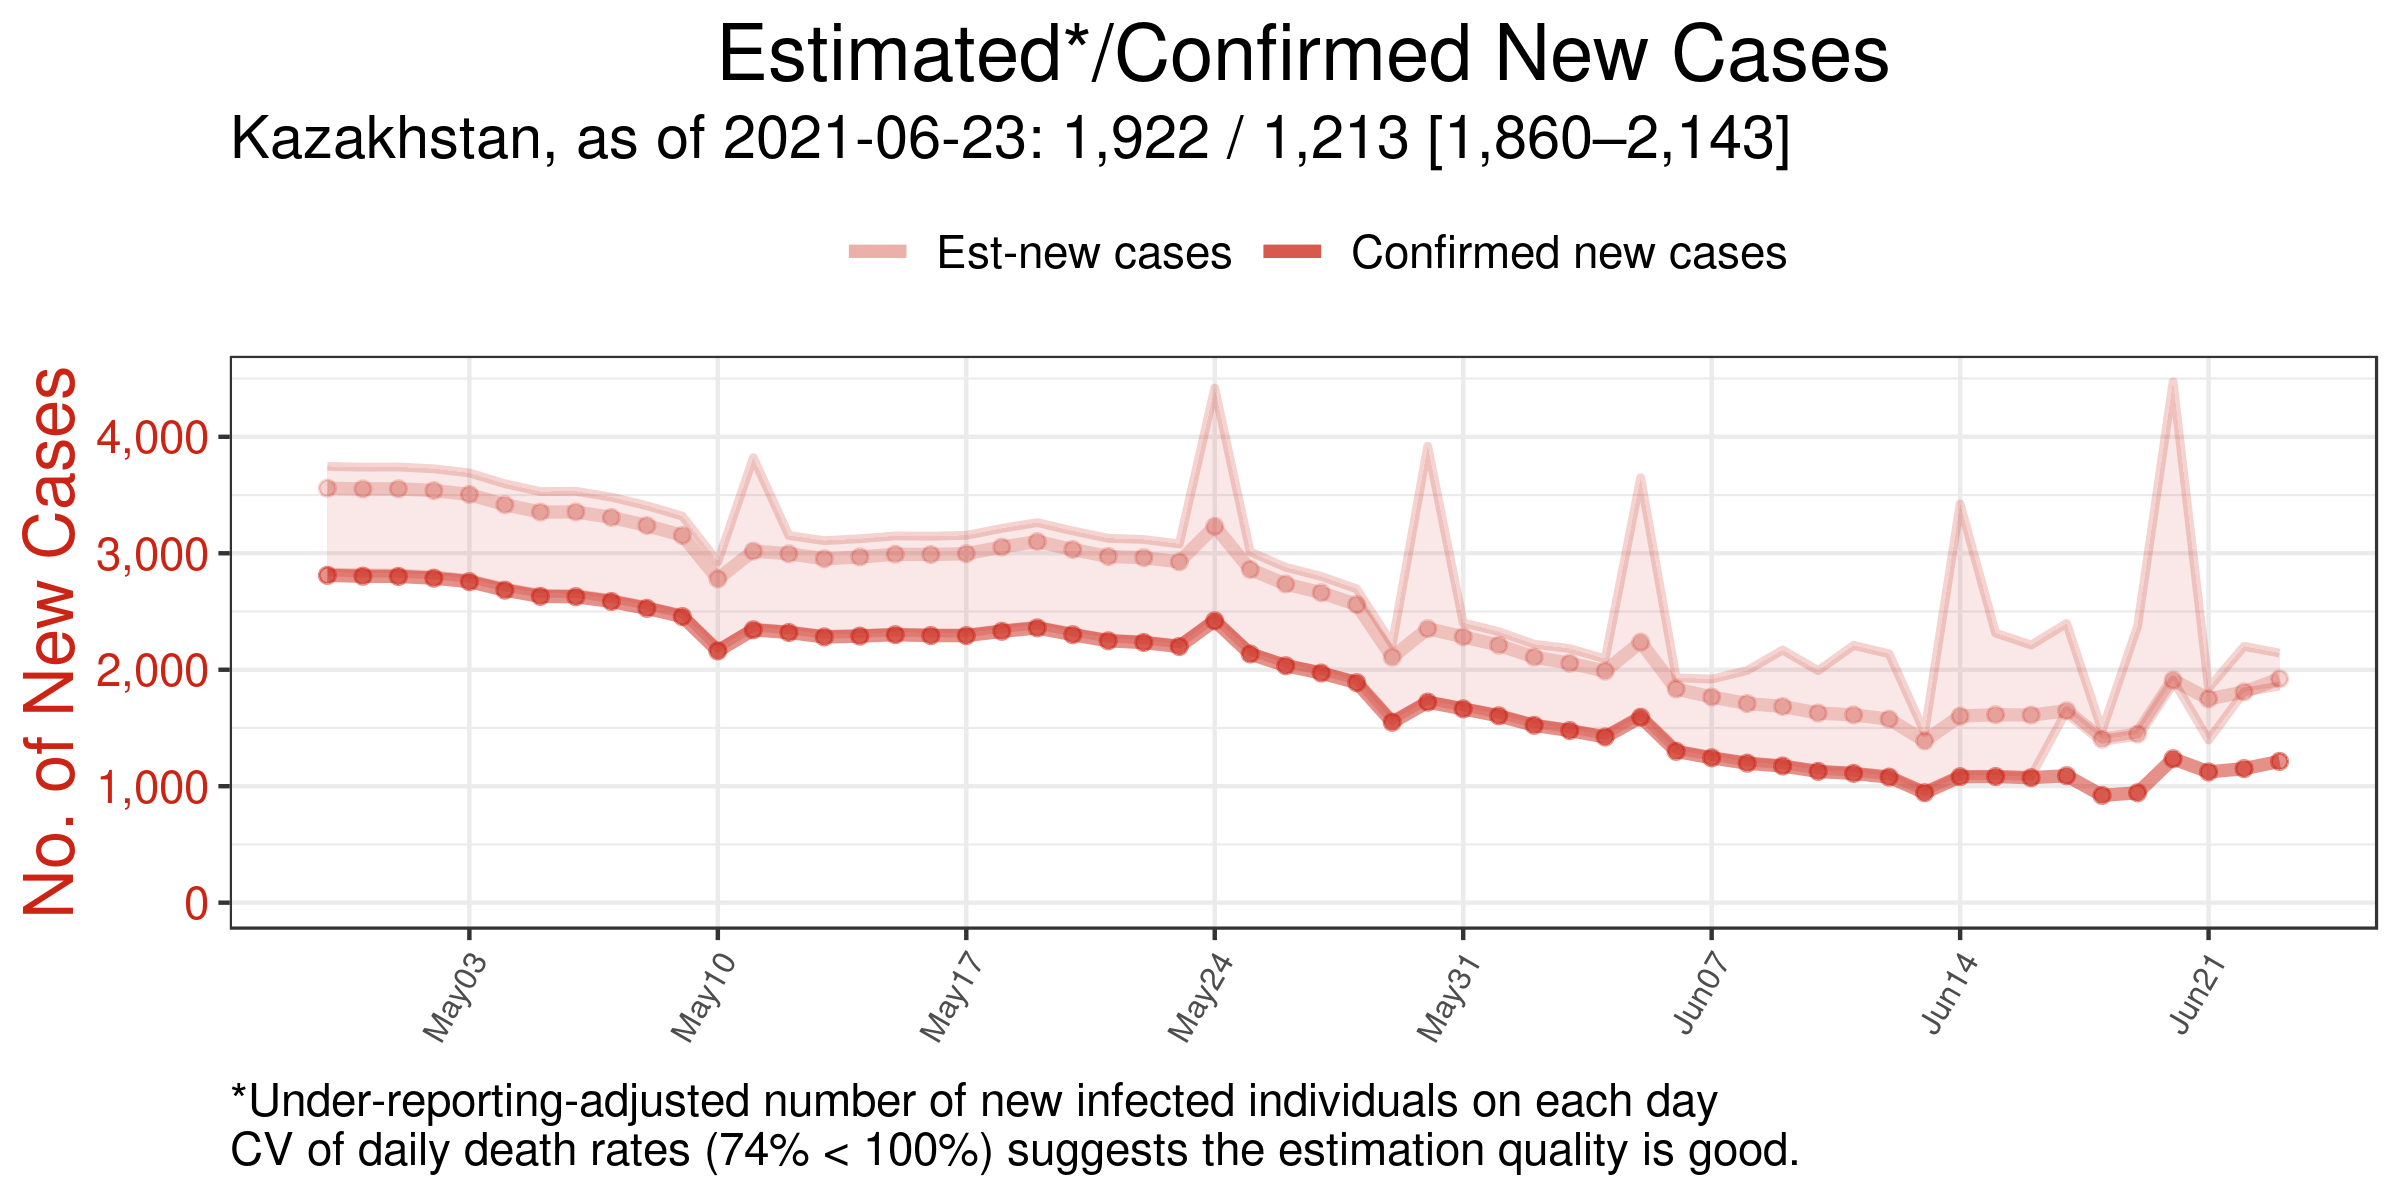 Estimated*/Confirmed New Cases
Kazakhstan, as of 2021-06-23: 1,922 / 1,213 [1,860–2,143]
Est-new cases
Confirmed new cases
No. of New Cases
4,000
3,000
2,000
1,000
0
May03
May10
May17
May24
May31
Jun07
Jun14
Jun21
*Under-reporting-adjusted number of new infected individuals on each day
CV of daily death rates (74% < 100%) suggests the estimation quality is good.